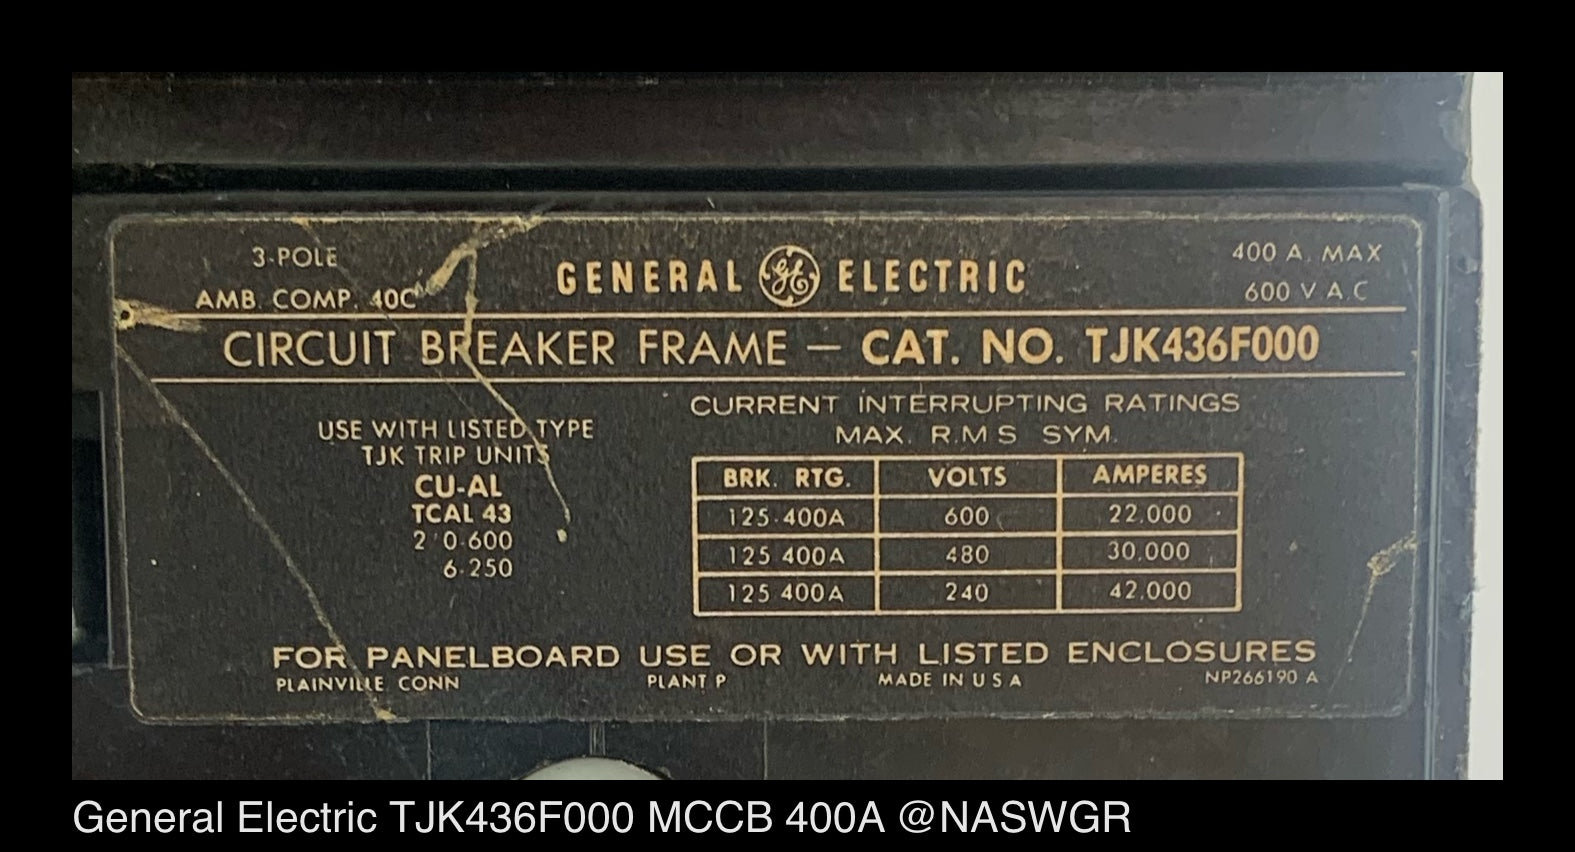 3-POLE
400 A. MAX
GENERAL GE ELECTRIC
AMB. COMP. 40C
600 V A.C
CIRCUIT BREAKER FRAME — CAT. NO. TJK436F000
USE WITH LISTED TYPE
TJK TRIP UNITS
CU-AL
TCAL 43
2/0-600
6-250
CURRENT INTERRUPTING RATINGS
MAX. R.M S SYM.
BRK. RTG. VOLTS AMPERES
125-400A 600 22.000
125 400A 480 30.000
125 400A 240 42.000
FOR PANELBOARD USE OR WITH LISTED ENCLOSURES
PLAINVILLE CONN PLANT P MADE IN U S A NP266190 A
General Electric TJK436F000 MCCB 400A @NASWGR